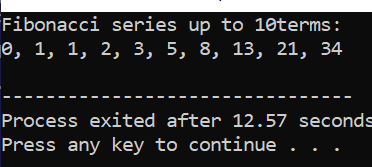 Fibonacci series up to 10terms:
0, 1, 1, 2, 3, 5, 8, 13, 21, 34
--------------------------------
Process exited after 12.57 seconds
Press any key to continue . . .